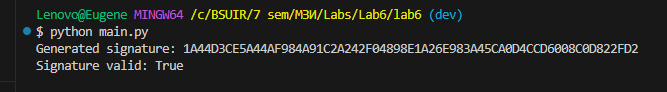 Lenovo@Eugene MINGW64 /c/BSUIR/7 sem/МЗИ/Labs/Lab6/lab6 (dev)
$ python main.py
Generated signature: 1A44D3CE5A44AF984A91C2A242F04898E1A26E983A45CA0D4CCD6008C0D822FD2
Signature valid: True